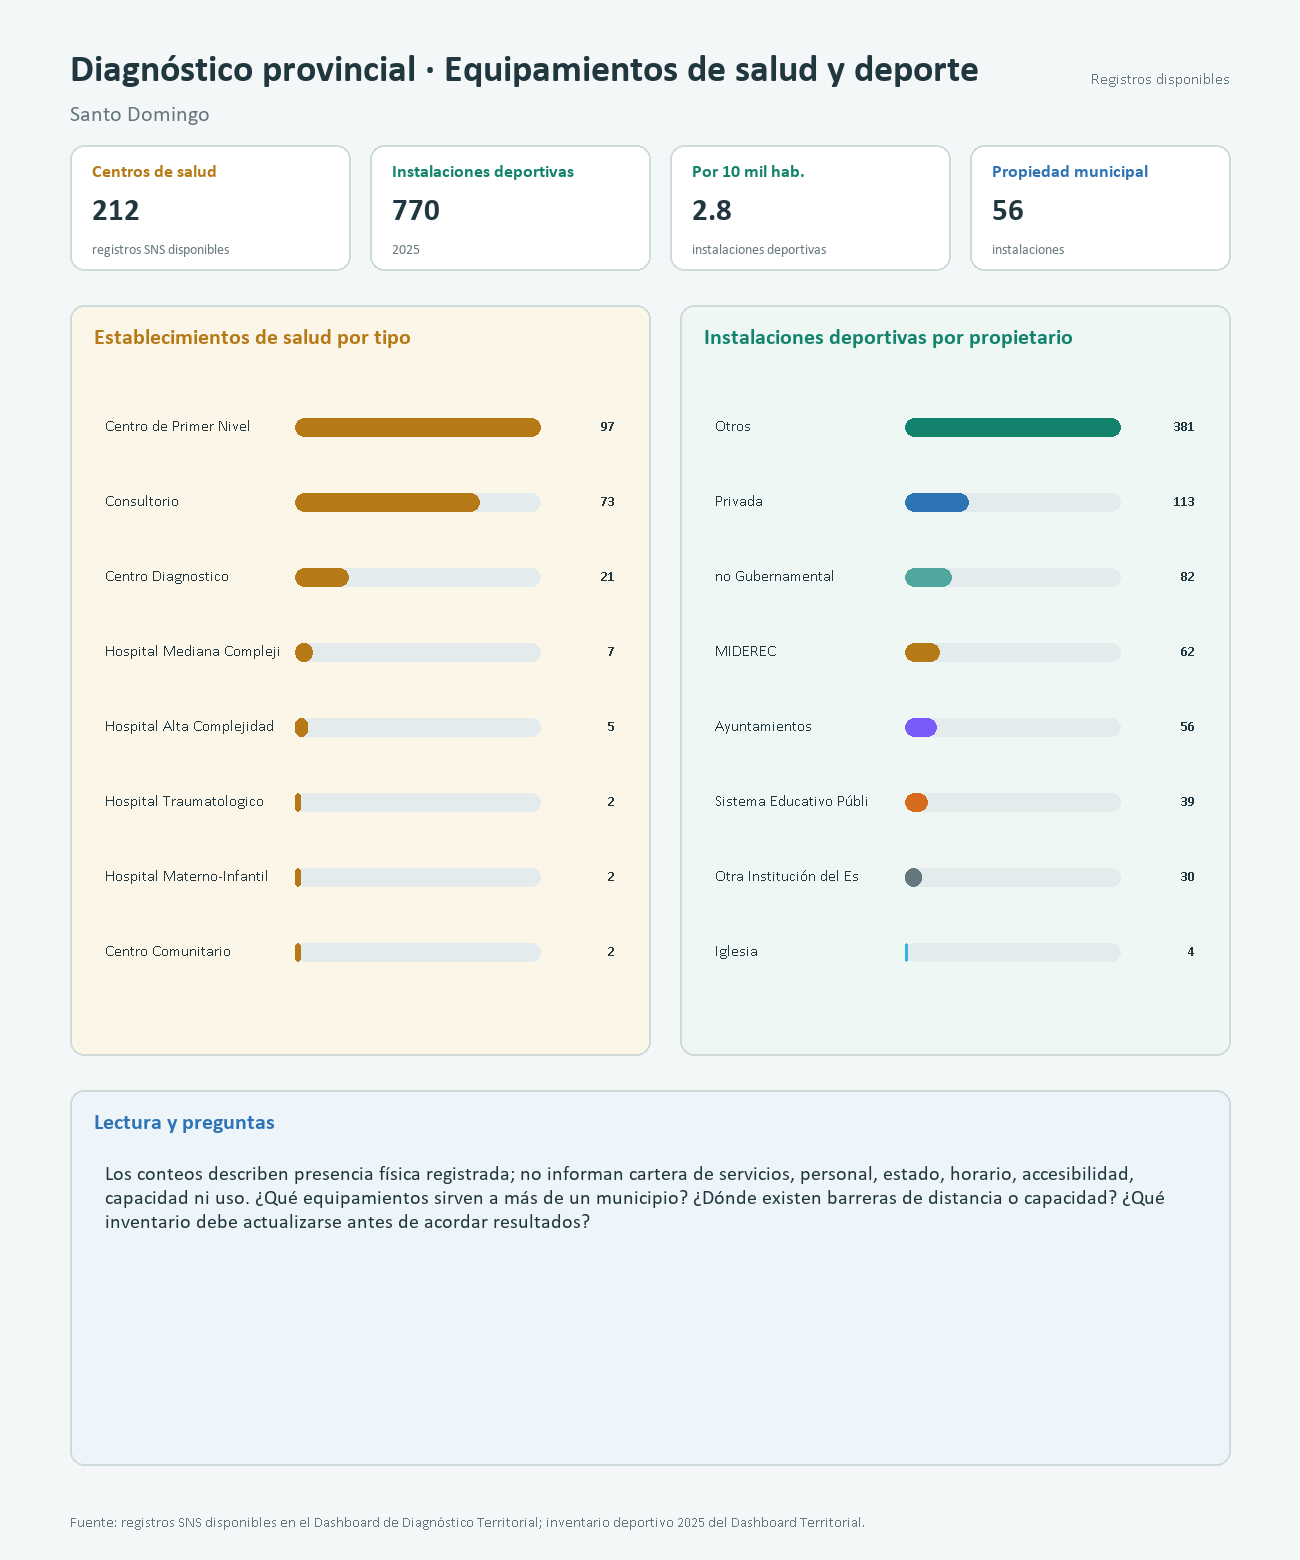 Diagnóstico provincial · Equipamientos de salud y deporte
Registros disponibles
Santo Domingo
Centros de salud
212
registros SNS disponibles
Instalaciones deportivas
770
2025
Por 10 mil hab.
2.8
instalaciones deportivas
Propiedad municipal
56
instalaciones
Establecimientos de salud por tipo
Centro de Primer Nivel 97
Consultorio 73
Centro Diagnostico 21
Hospital Mediana Compleji 7
Hospital Alta Complejidad 5
Hospital Traumatologico 2
Hospital Materno-Infantil 2
Centro Comunitario 2
Instalaciones deportivas por propietario
Otros 381
Privada 113
no Gubernamental 82
MIDEREC 62
Ayuntamientos 56
Sistema Educativo Públi 39
Otra Institución del Es 30
Iglesia 4
Lectura y preguntas
Los conteos describen presencia física registrada; no informan cartera de servicios, personal, estado, horario, accesibilidad,
capacidad ni uso. ¿Qué equipamientos sirven a más de un municipio? ¿Dónde existen barreras de distancia o capacidad? ¿Qué
inventario debe actualizarse antes de acordar resultados?
Fuente: registros SNS disponibles en el Dashboard de Diagnóstico Territorial; inventario deportivo 2025 del Dashboard Territorial.